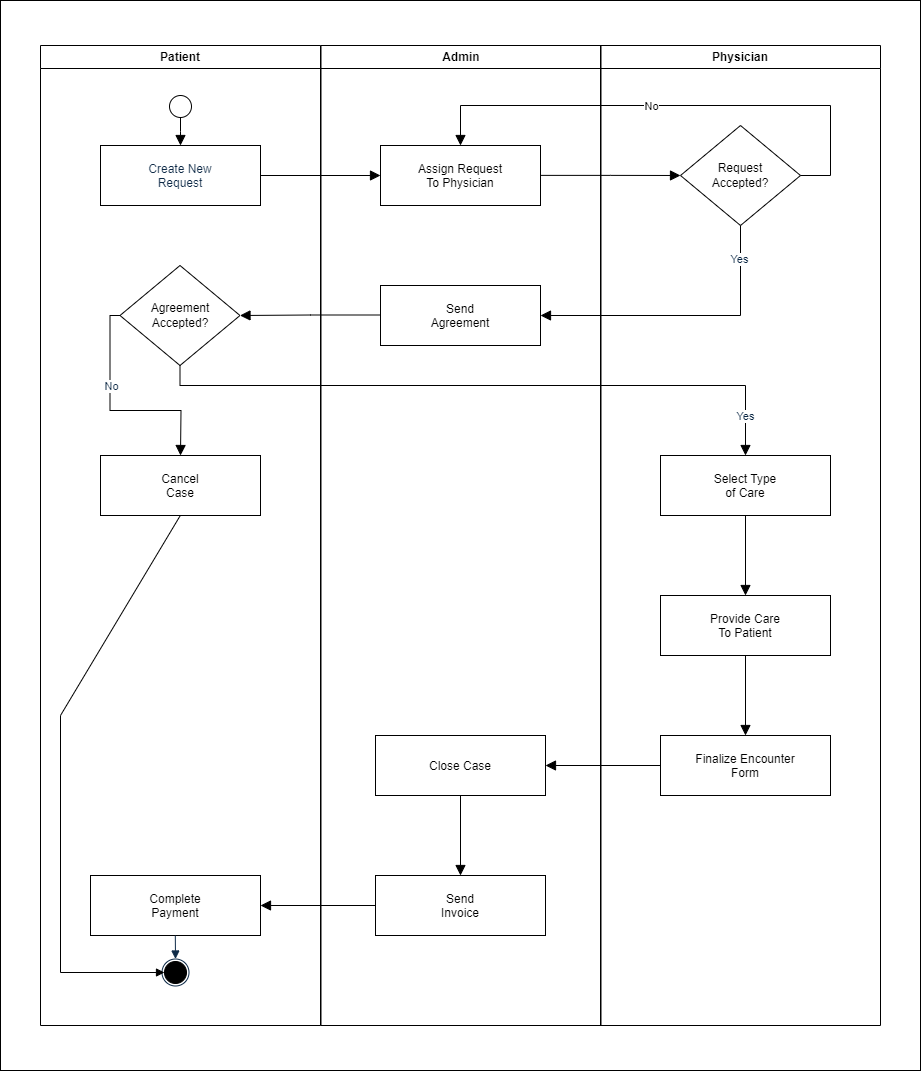 Patient
Admin
Physician
No
Create New
Request
Assign Request
To Physician
Request
Accepted?
Yes
Agreement
Accepted?
Send
Agreement
No
Yes
Cancel
Case
Select Type
of Care
Provide Care
To Patient
Close Case
Finalize Encounter
Form
Complete
Payment
Send
Invoice